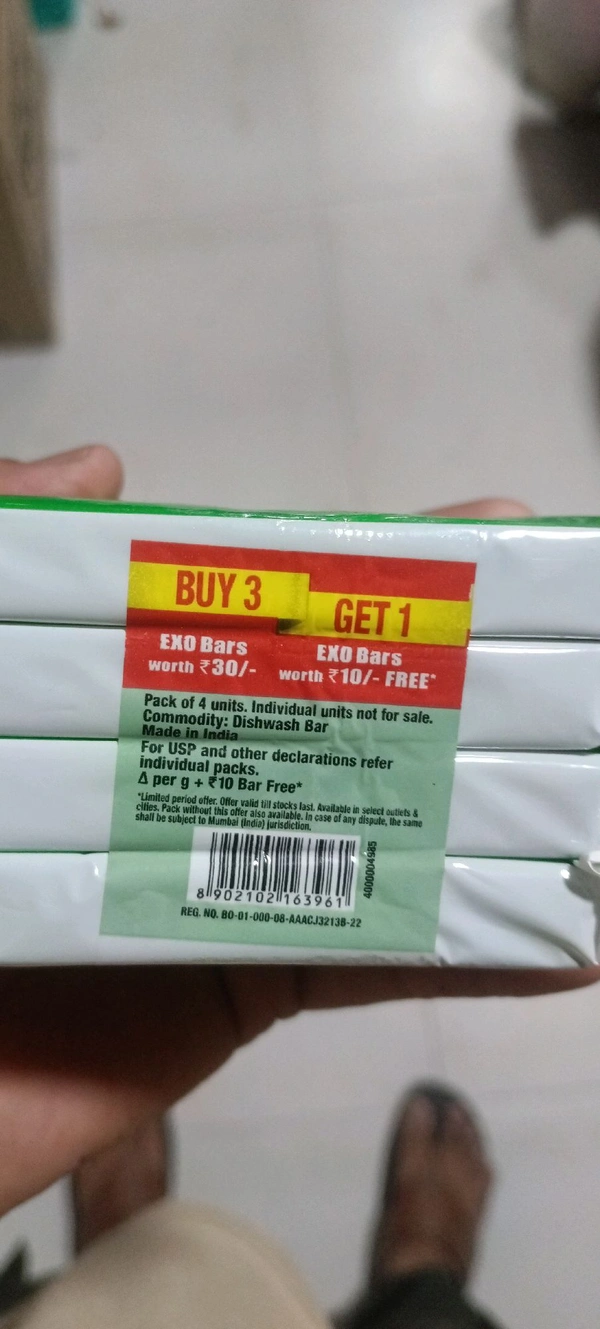 BUY 3
GET 1
EXO Bars
worth ₹30/-
EXO Bars
worth ₹10/- FREE*
Pack of 4 units. Individual units not for sale.
Commodity: Dishwash Bar
Made in India
For USP and other declarations refer
individual packs.
Δ per g + ₹10 Bar Free*
*Limited period offer. Offer valid till stocks last. Available in select outlets &
cities. Pack without this offer also available. In case of any dispute, the same
shall be subject to Mumbai (India) jurisdiction.
8 902102 163961
4000004985
REG. NO. BO-01-000-08-AAACJ3213B-22